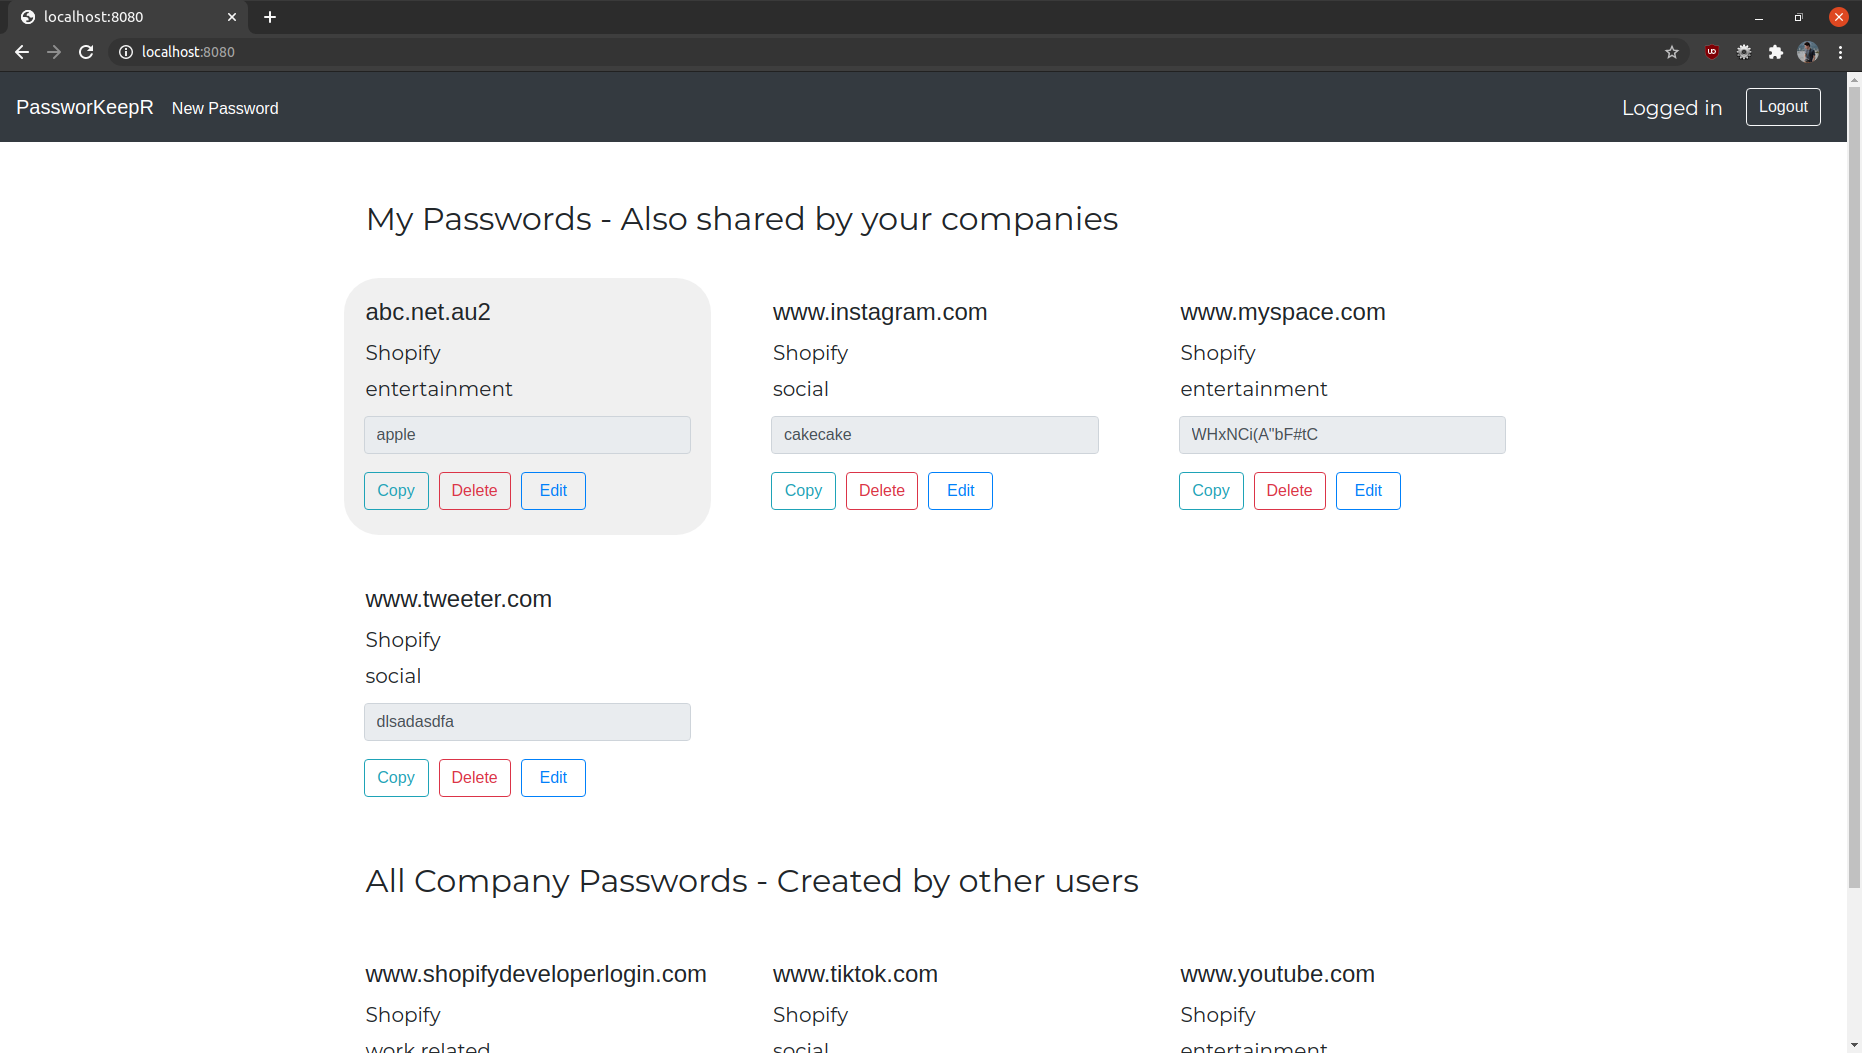 localhost:8080
localhost:8080
PassworKeepR New Password Logged in Logout
My Passwords - Also shared by your companies
abc.net.au2 www.instagram.com www.myspace.com
Shopify Shopify Shopify
entertainment social entertainment
apple cakecake WHxNCi(A"bF#tC
Copy Delete Edit Copy Delete Edit Copy Delete Edit
www.tweeter.com
Shopify
social
dlsadasdfa
Copy Delete Edit
All Company Passwords - Created by other users
www.shopifydeveloperlogin.com www.tiktok.com www.youtube.com
Shopify Shopify Shopify
work related social entertainment